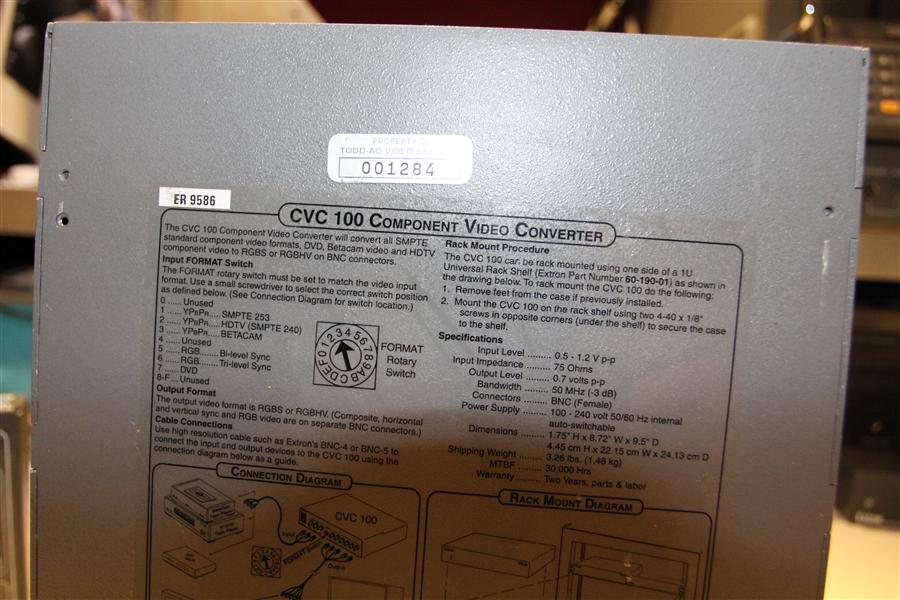 PROPERTY
TODD-AO VIDEO
001284
ER 9586
CVC 100 COMPONENT VIDEO CONVERTER
The CVC 100 Component Video Converter will convert all SMPTE
standard component video formats, DVD, Betacam video and HDTV
component video to RGBS or RGBHV on BNC connectors.
Input FORMAT Switch
The FORMAT rotary switch must be set to match the video input
format. Use a small screwdriver to select the correct switch position
as defined below. (See Connection Diagram for switch location.)
0 ...... Unused
1 ...... YPBPR .... SMPTE 253
2 ...... YPBPR .... HDTV (SMPTE 240)
3 ...... YPBPR .... BETACAM
4 ...... Unused
5 ...... RGB ....... Bi-level Sync
6 ...... RGB ....... Tri-level Sync
7 ...... DVD
8-F ... Unused
0123456789ABCDEF
FORMAT
Rotary
Switch
Output Format
The output video format is RGBS or RGBHV. (Composite, horizontal
and vertical sync and RGB video are on separate BNC connectors.)
Cable Connections
Use high resolution cable such as Extron's BNC-4 or BNC-5 to
connect the input and output devices to the CVC 100 using the
connection diagram below as a guide.
Rack Mount Procedure
The CVC 100 can be rack mounted using one side of a 1U
Universal Rack Shelf (Extron Part Number 60-190-01) as shown in
the drawing below. To rack mount the CVC 100 do the following:
1. Remove feet from the case if previously installed.
2. Mount the CVC 100 on the rack shelf using two 4-40 x 1/8"
screws in opposite corners (under the shelf) to secure the case
to the shelf.
Specifications
Input Level ......... 0.5 - 1.2 V p-p
Input Impedance ......... 75 Ohms
Output Level ......... 0.7 volts p-p
Bandwidth ......... 50 MHz (-3 dB)
Connectors ......... BNC (Female)
Power Supply ......... 100 - 240 volt 50/60 Hz internal
auto-switchable
Dimensions ......... 1.75" H x 8.72" W x 9.5" D
4.45 cm H x 22.15 cm W x 24.13 cm D
Shipping Weight ......... 3.26 lbs. (1.48 kg)
MTBF ......... 30,000 Hrs
Warranty ......... Two Years, parts & labor
CONNECTION DIAGRAM
CVC 100
Input
FORMAT Switch
Output
RACK MOUNT DIAGRAM